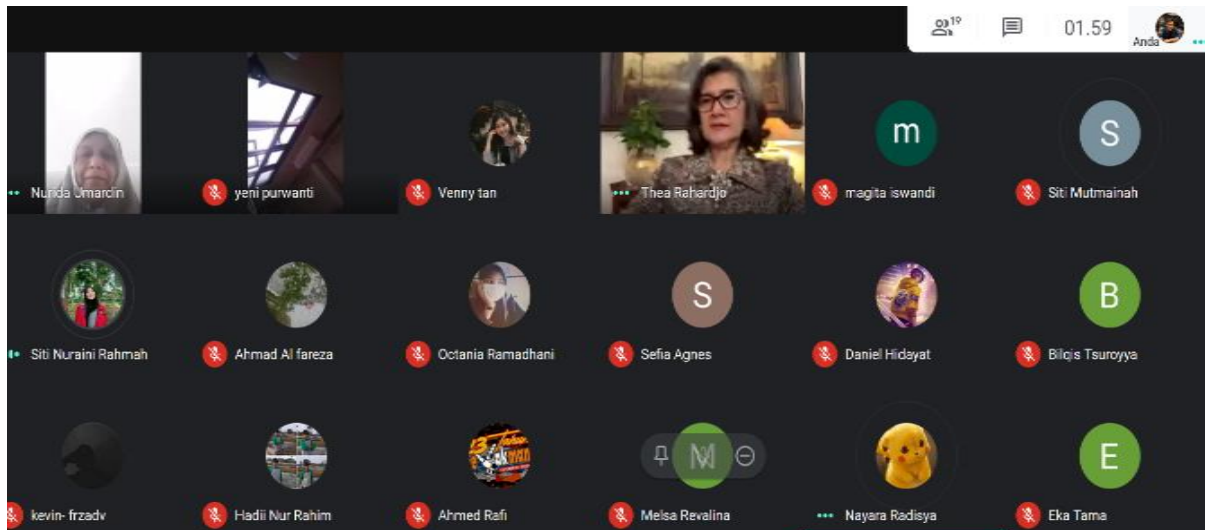 19
01.59
Anda
Nunda Umardin
yeni purwanti
Venny tan
Thea Rahardjo
magita iswandi
m
Siti Mutmainah
S
Siti Nuraini Rahmah
Ahmad Al fareza
Octania Ramadhani
Sefia Agnes
S
Daniel Hidayat
Bilqis Tsuroyya
B
kevin- frzadv
Hadii Nur Rahim
Ahmed Rafi
Melsa Revalina
M
Nayara Radisya
Eka Tama
E